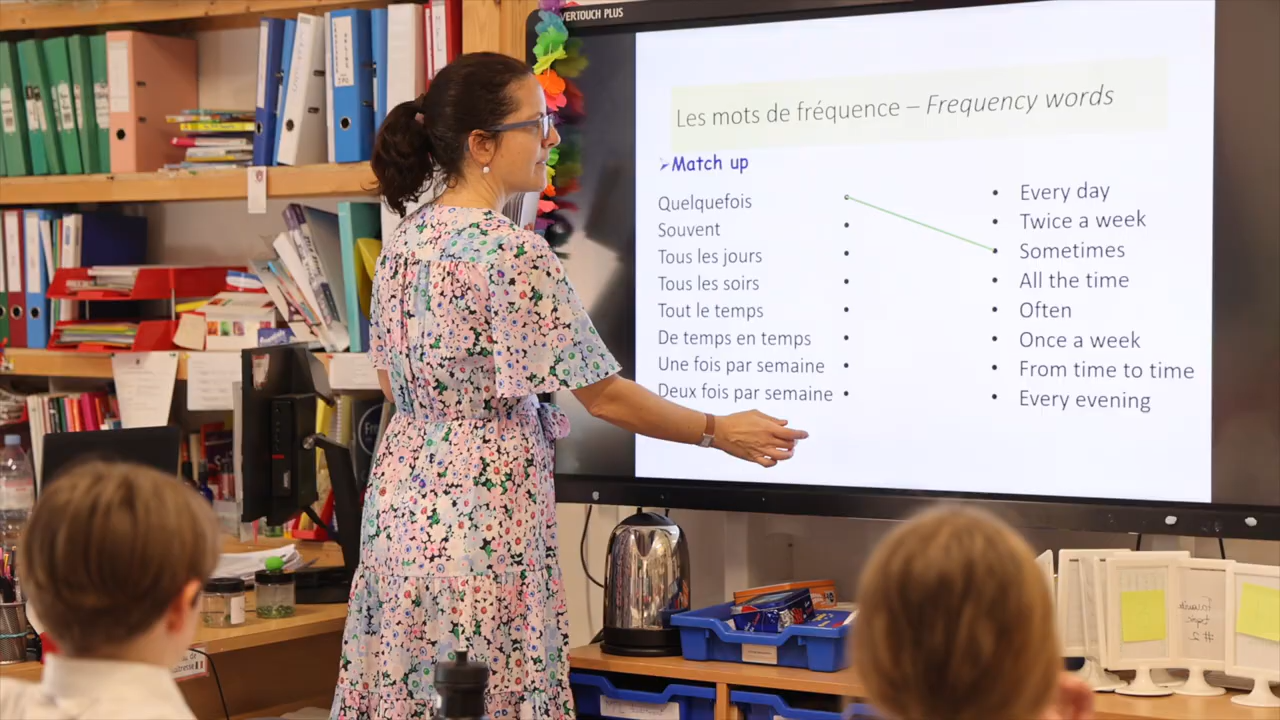 VERTOUCH PLUS
Les mots de fréquence – Frequency words
➢Match up
Quelquefois
Souvent
Tous les jours
Tous les soirs
Tout le temps
De temps en temps
Une fois par semaine
Deux fois par semaine
• Every day
• Twice a week
• Sometimes
• All the time
• Often
• Once a week
• From time to time
• Every evening